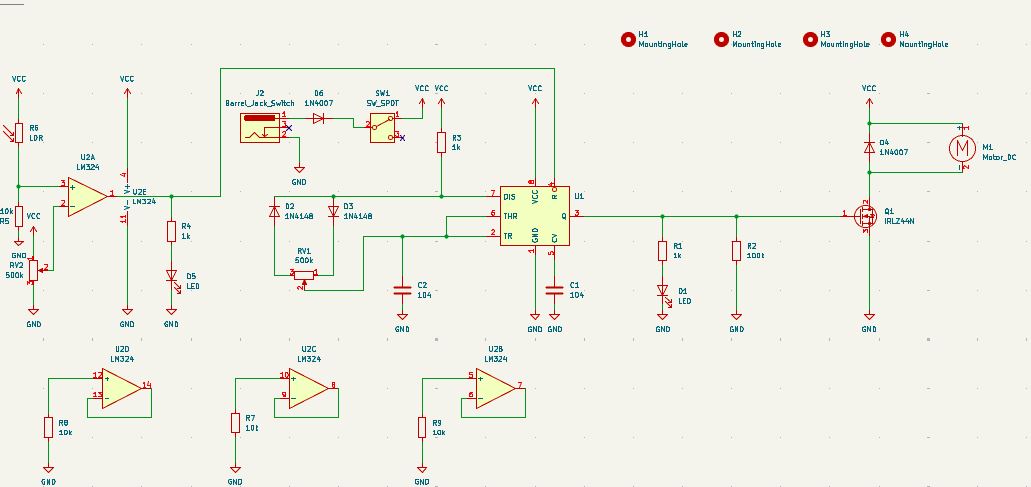 H1
MountingHole
H2
MountingHole
H3
MountingHole
H4
MountingHole
VCC
R6
LDR
10k
R5
GND
VCC
RV2
500k
2
GND
U2A
LM324
3
2
1
+
-
VCC
4
V+
U2E
LM324
V-
11
GND
R4
1k
D5
LED
GND
J2
Barrel_Jack_Switch
1
3
2
GND
D6
1N4007
SW1
SW_SPDT
2
1
3
VCC
VCC
R3
1k
D2
1N4148
D3
1N4148
RV1
500k
3
1
2
C2
104
GND
VCC
U1
8
4
7
DIS
VCC
R
6
THR
Q
3
2
TR
GND
CV
1
5
GND
C1
104
GND
R1
1k
D1
LED
GND
R2
100k
GND
VCC
D4
1N4007
+
1
M
-
2
M1
Motor_DC
1
2
3
Q1
IRLZ44N
GND
U2D
LM324
12
+
13
-
14
R8
10k
GND
U2C
LM324
10
+
9
-
8
R7
10k
GND
U2B
LM324
5
+
6
-
7
R9
10k
GND